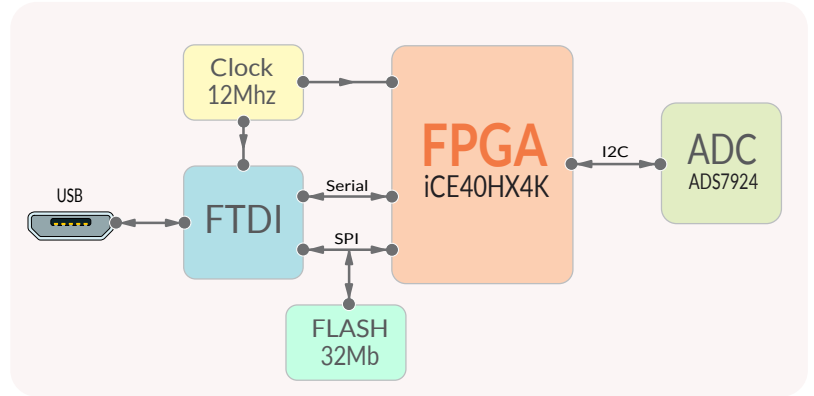 Clock
12Mhz
FPGA
iCE40HX4K
I2C
ADC
ADS7924
Serial
USB
FTDI
SPI
FLASH
32Mb